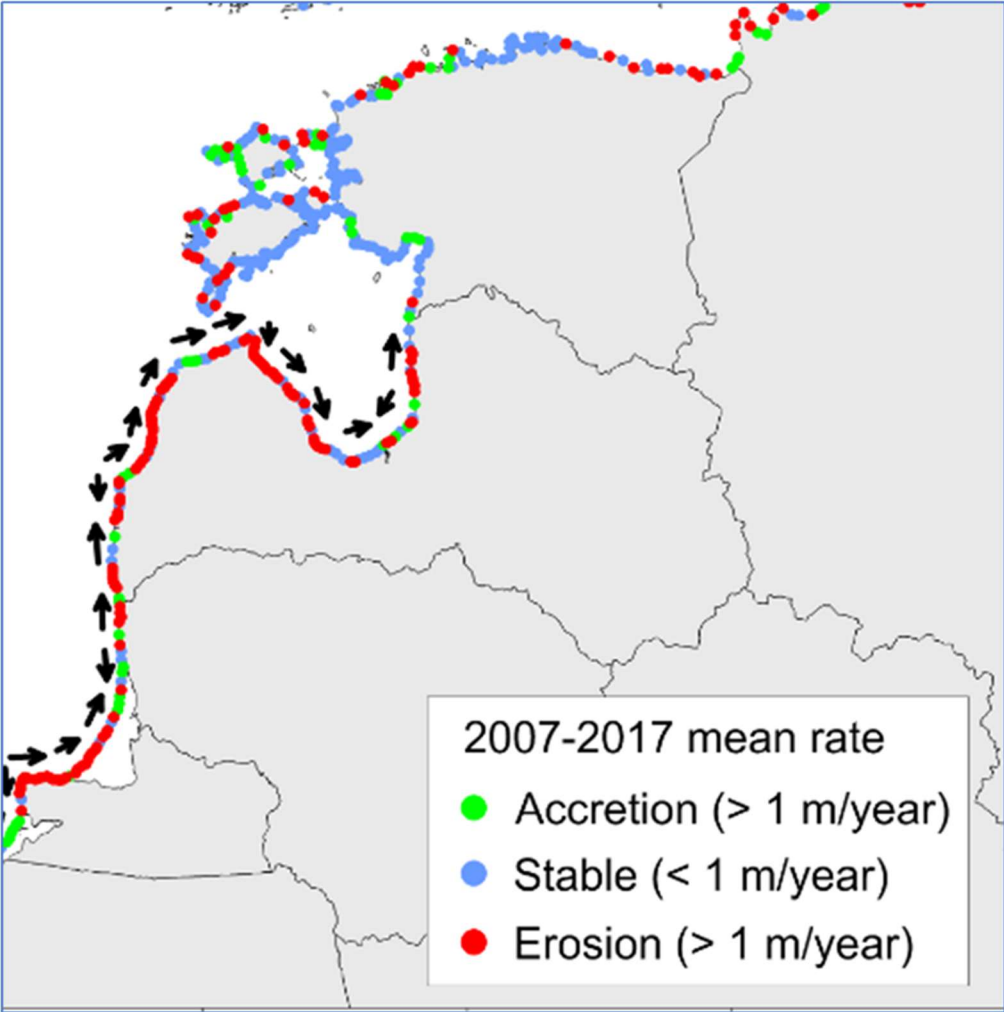 2007-2017 mean rate
Accretion (> 1 m/year)
Stable (< 1 m/year)
Erosion (> 1 m/year)